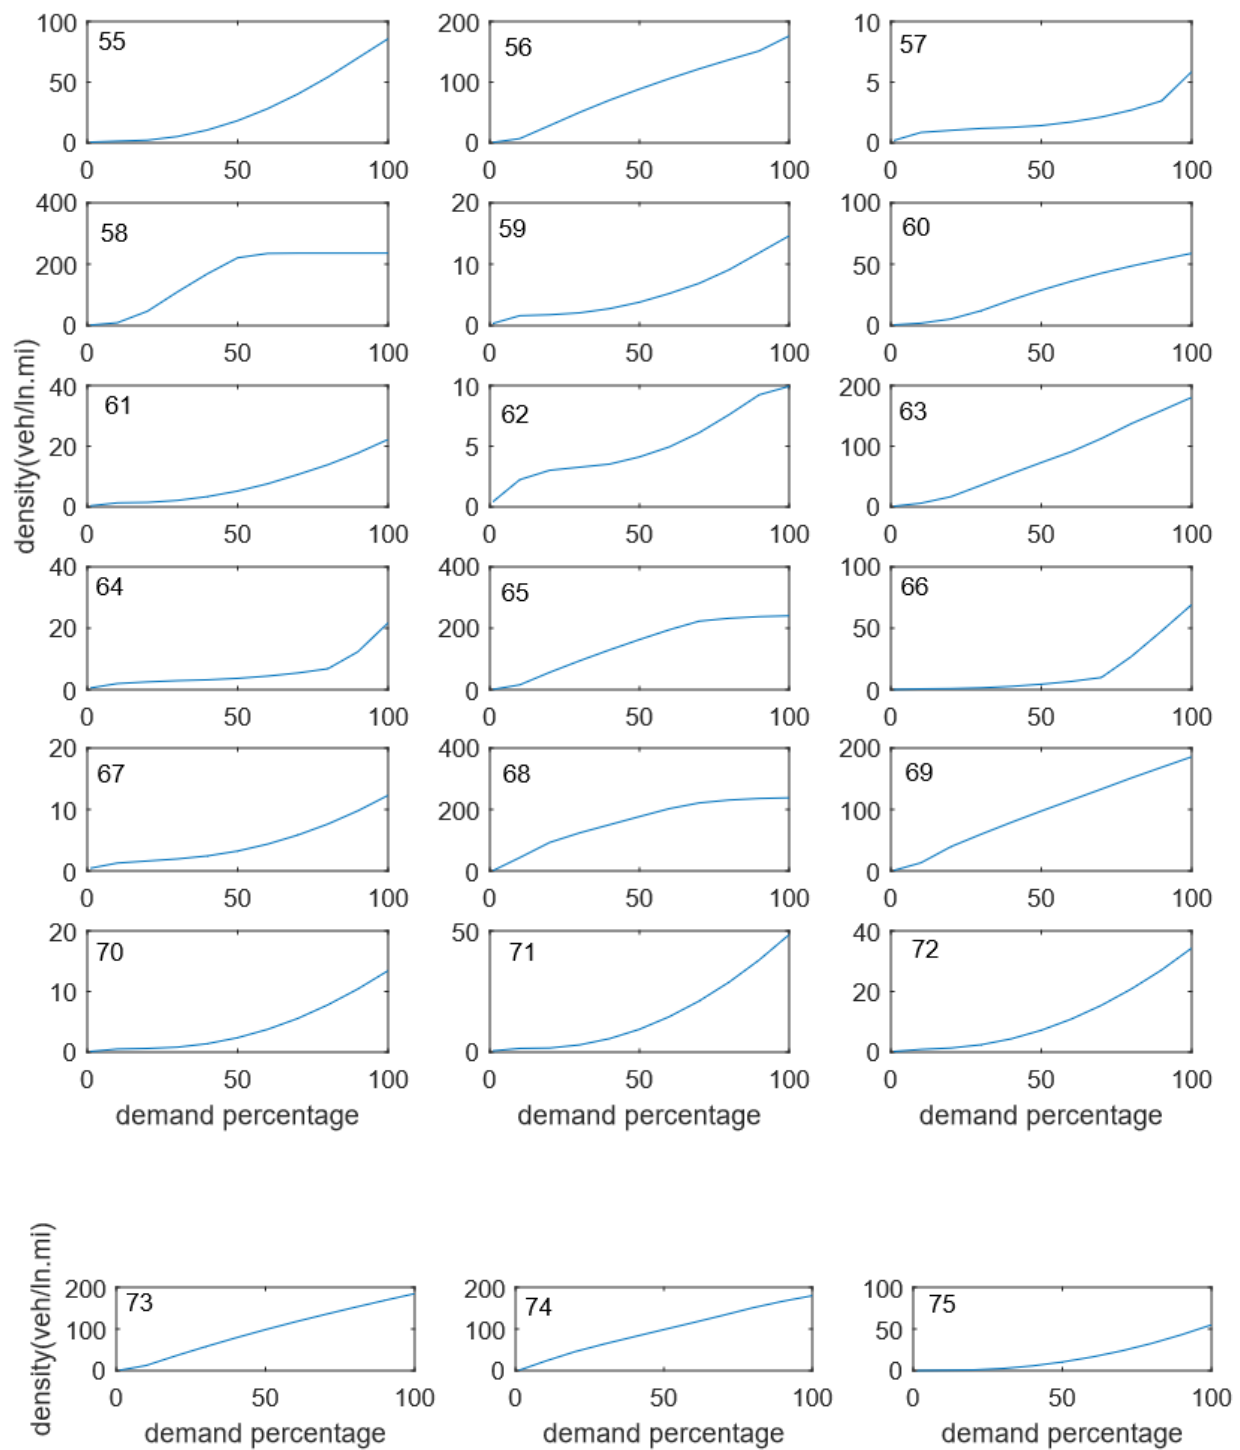 100 200 10
55 56 57
50 100 5
0 0 0
0 50 100 0 50 100 0 50 100
400 20 100
58 59 60
200 10 50
0 0 0
0 50 100 0 50 100 0 50 100
density(veh/ln.mi)
40 10 200
61 62 63
20 5 100
0 0 0
0 50 100 0 50 100 0 50 100
40 400 100
64 65 66
20 200 50
0 0 0
0 50 100 0 50 100 0 50 100
20 400 200
67 68 69
10 200 100
0 0 0
0 50 100 0 50 100 0 50 100
20 50 40
70 71 72
10 20
0 0 0
0 50 100 0 50 100 0 50 100
demand percentage demand percentage demand percentage
density(veh/ln.mi)
200 200 100
73 74 75
100 100 50
0 0 0
0 50 100 0 50 100 0 50 100
demand percentage demand percentage demand percentage